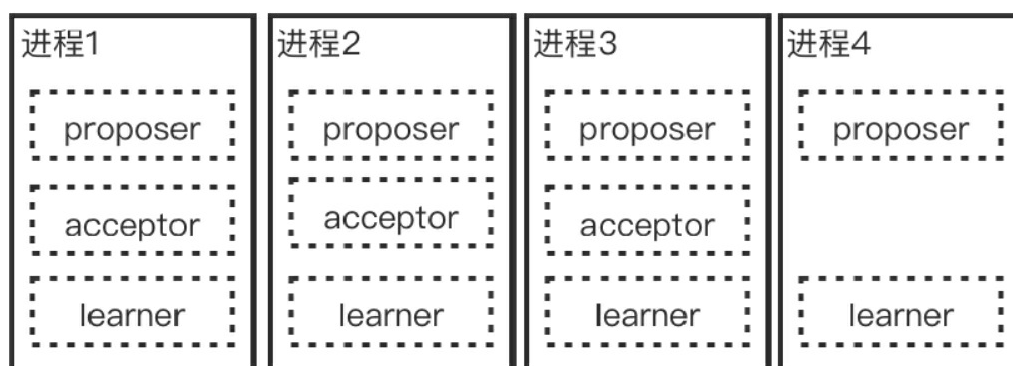 进程1
proposer
acceptor
learner
进程2
proposer
acceptor
learner
进程3
proposer
acceptor
learner
进程4
proposer
learner